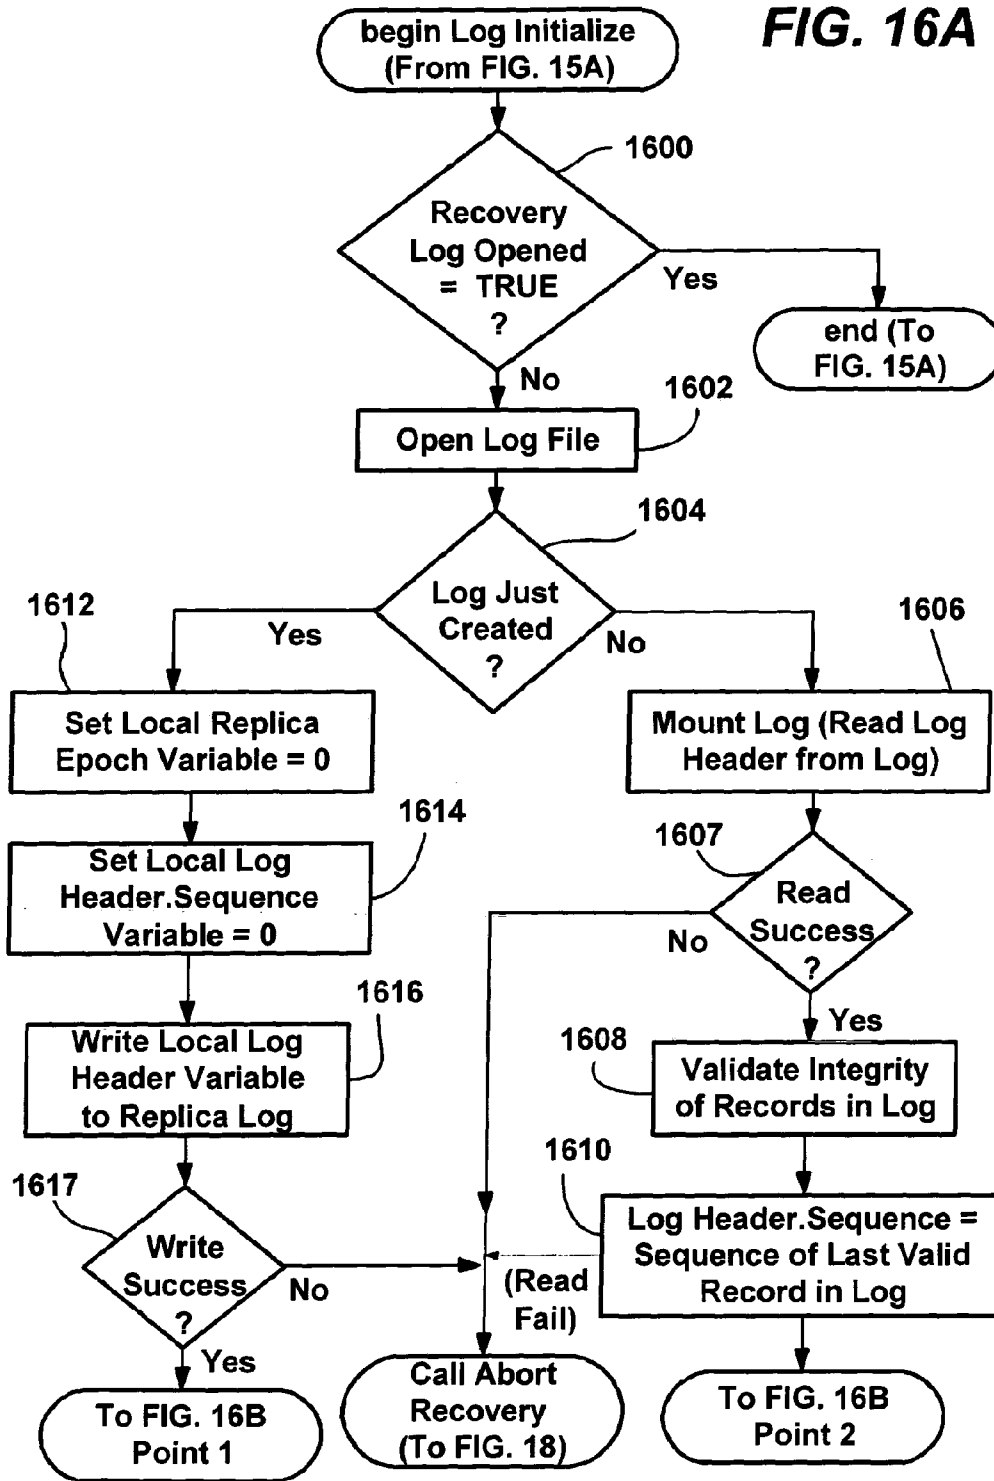 FIG. 16A
begin Log Initialize
(From FIG. 15A)
1600
Recovery
Log Opened
= TRUE
?
Yes
end (To
FIG. 15A)
No
1602
Open Log File
1604
Log Just
Created
?
1612
Yes
No
1606
Set Local Replica
Epoch Variable = 0
Mount Log (Read Log
Header from Log)
1614
1607
Set Local Log
Header.Sequence
Variable = 0
Read
Success
?
No
Yes
1616
Write Local Log
Header Variable
to Replica Log
1608
Validate Integrity
of Records in Log
1610
1617
Write
Success
?
No
(Read
Fail)
Log Header.Sequence =
Sequence of Last Valid
Record in Log
Yes
To FIG. 16B
Point 1
Call Abort
Recovery
(To FIG. 18)
To FIG. 16B
Point 2